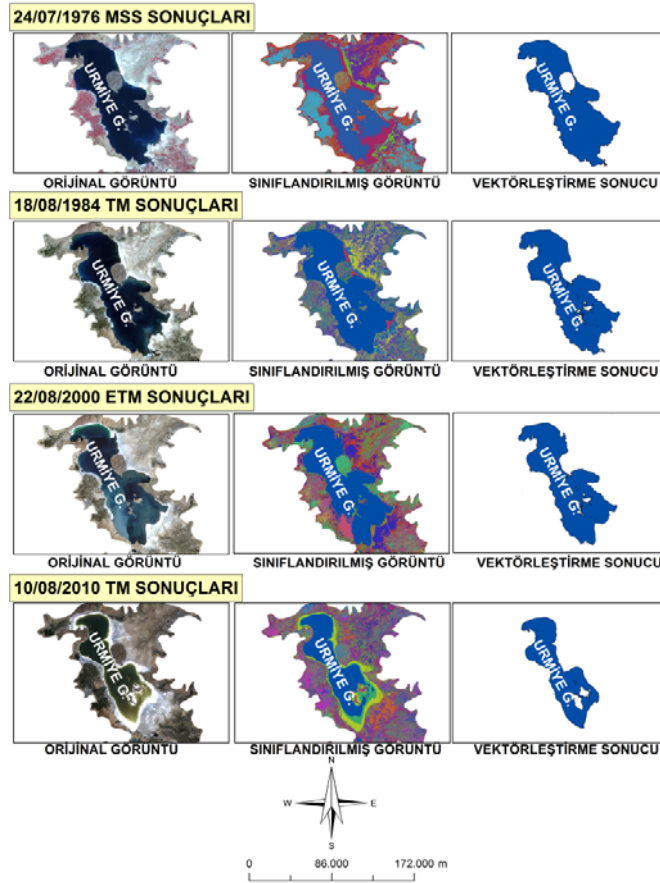 24/07/1976 MSS SONUÇLARI
URMİYE G.
URMİYE G.
URMİYE G.
ORİJİNAL GÖRÜNTÜ
SINIFLANDIRILMIŞ GÖRÜNTÜ
VEKTÖRLEŞTİRME SONUCU
18/08/1984 TM SONUÇLARI
URMİYE G.
URMİYE G.
URMİYE G.
ORİJİNAL GÖRÜNTÜ
SINIFLANDIRILMIŞ GÖRÜNTÜ
VEKTÖRLEŞTİRME SONUCU
22/08/2000 ETM SONUÇLARI
URMİYE G.
URMİYE G.
URMİYE G.
ORİJİNAL GÖRÜNTÜ
SINIFLANDIRILMIŞ GÖRÜNTÜ
VEKTÖRLEŞTİRME SONUCU
10/08/2010 TM SONUÇLARI
URMİYE G.
URMİYE G.
URMİYE G.
ORİJİNAL GÖRÜNTÜ
SINIFLANDIRILMIŞ GÖRÜNTÜ
VEKTÖRLEŞTİRME SONUCU
N
W E
S
0 86.000 172.000 m